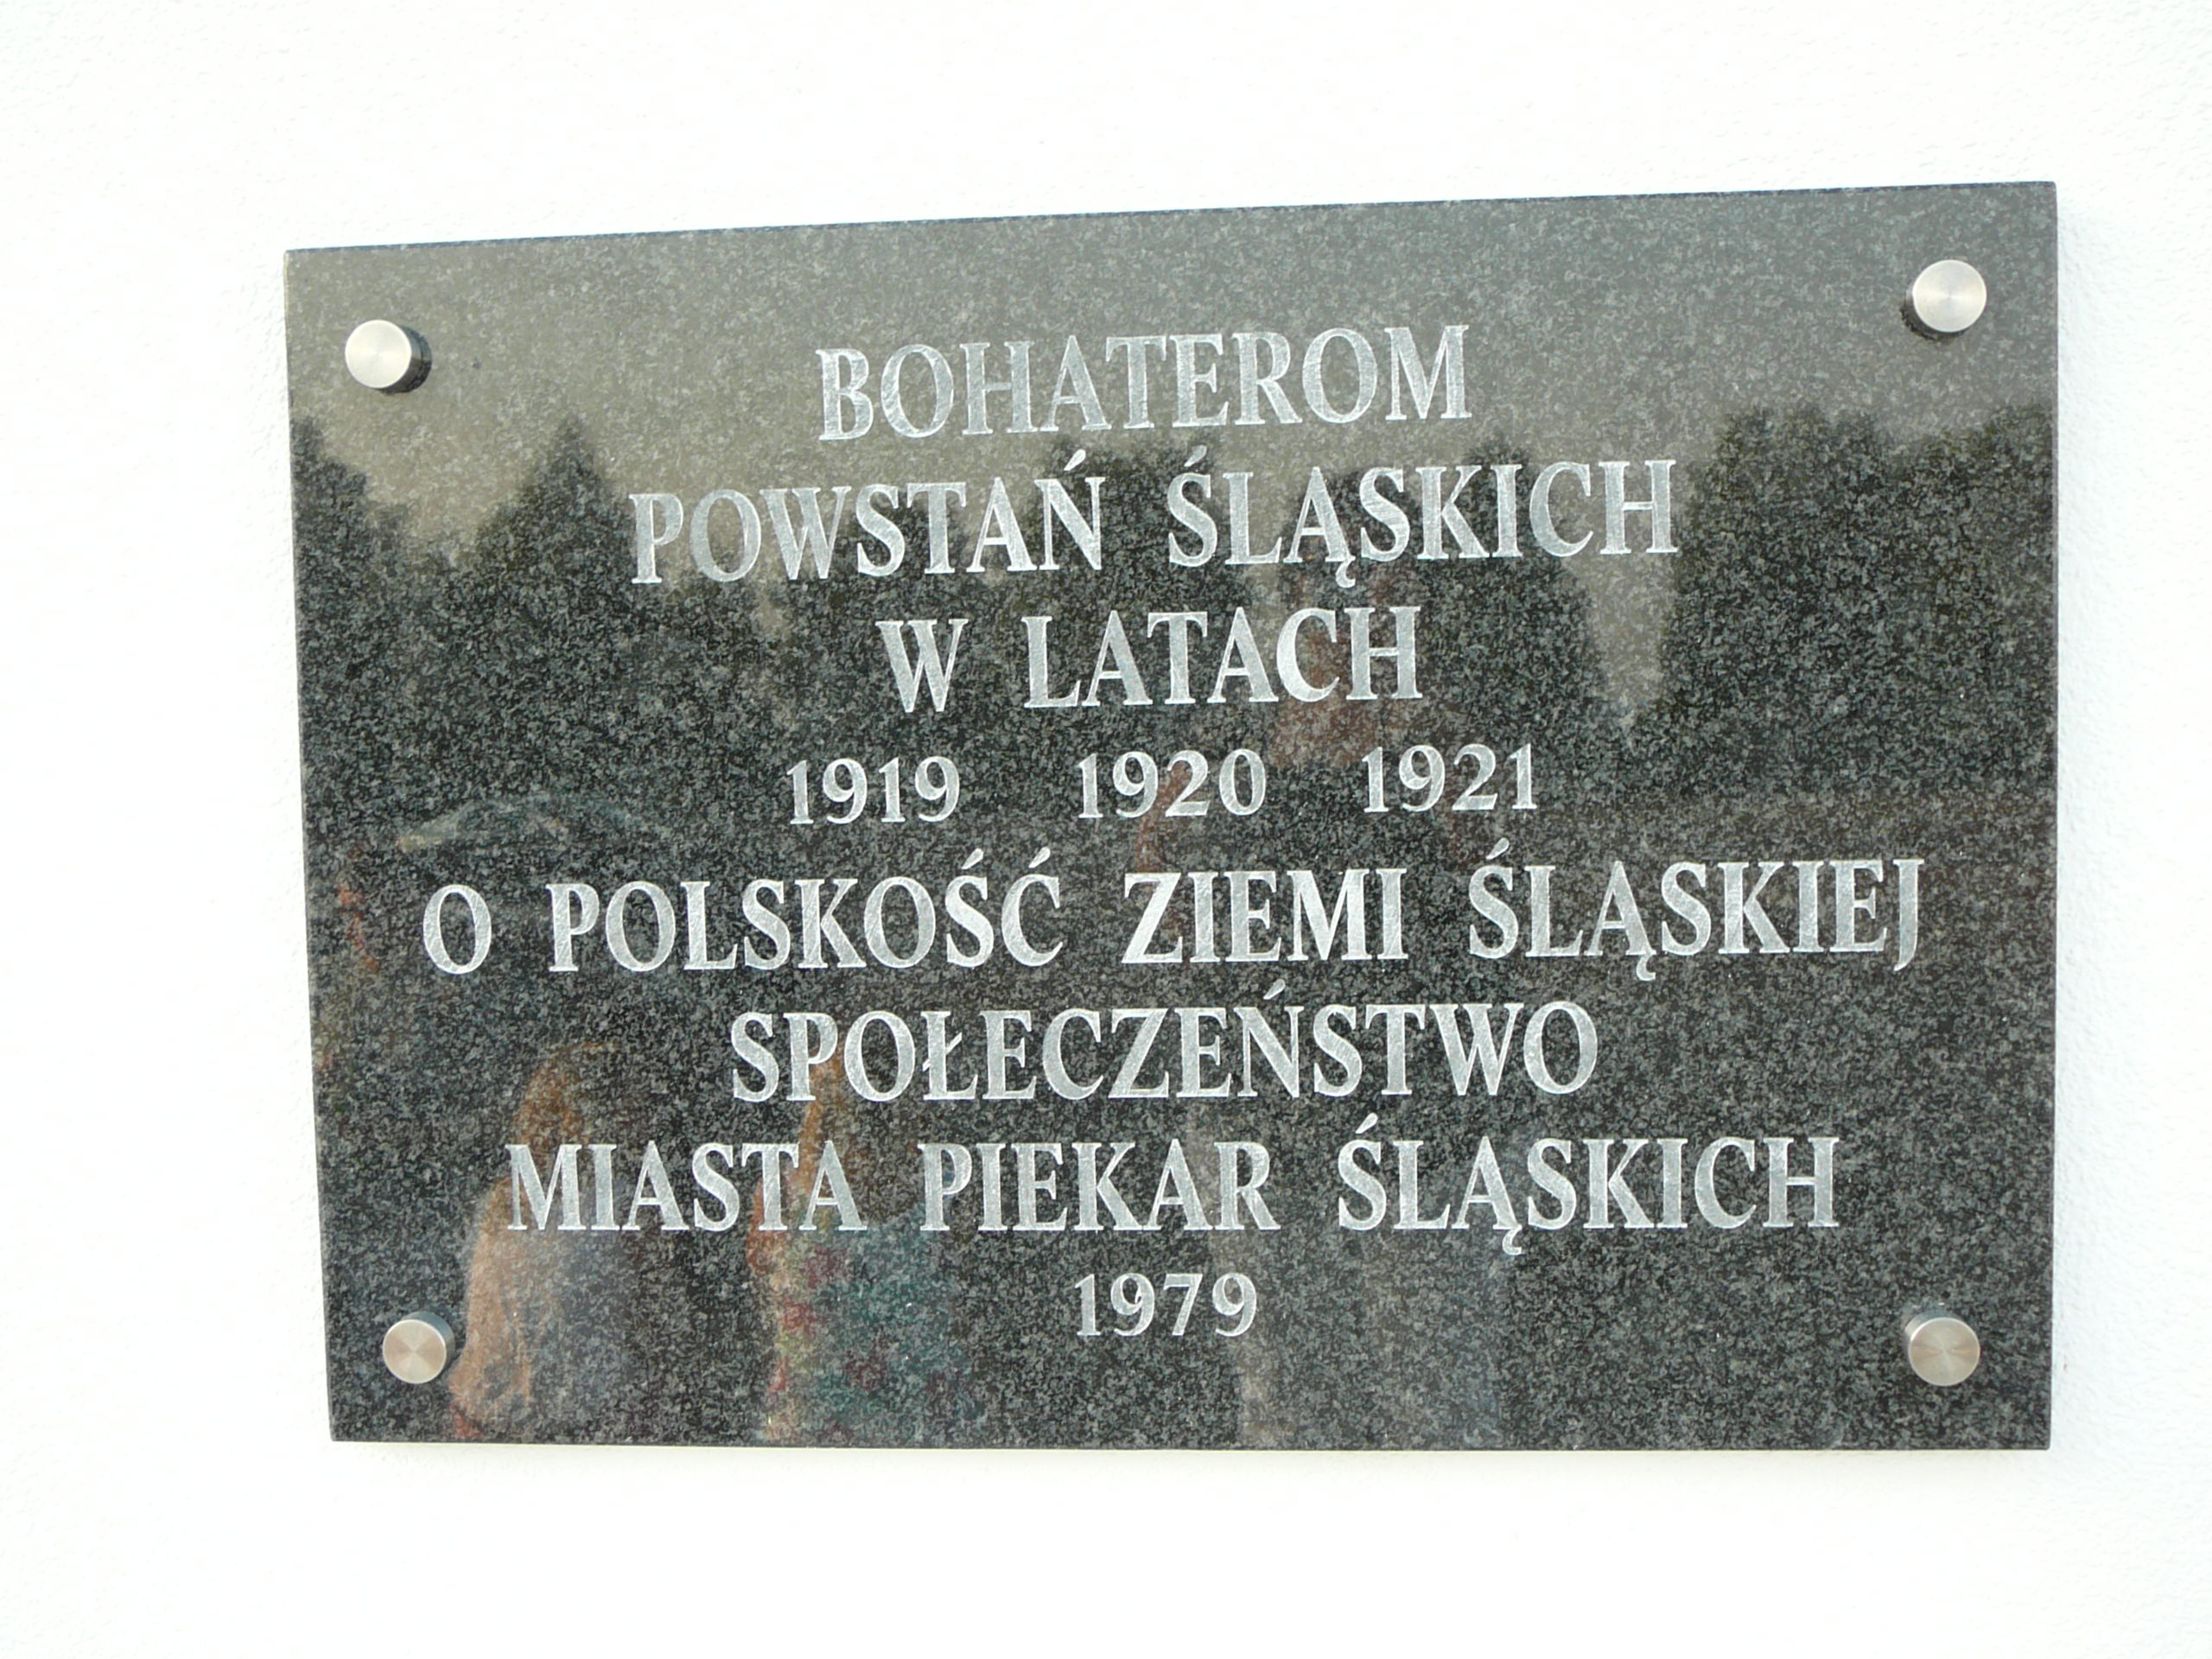 BOHATEROM
POWSTAŃ ŚLĄSKICH
W LATACH
1919 1920 1921
O POLSKOŚĆ ZIEMI ŚLĄSKIEJ
SPOŁECZEŃSTWO
MIASTA PIEKAR ŚLĄSKICH
1979